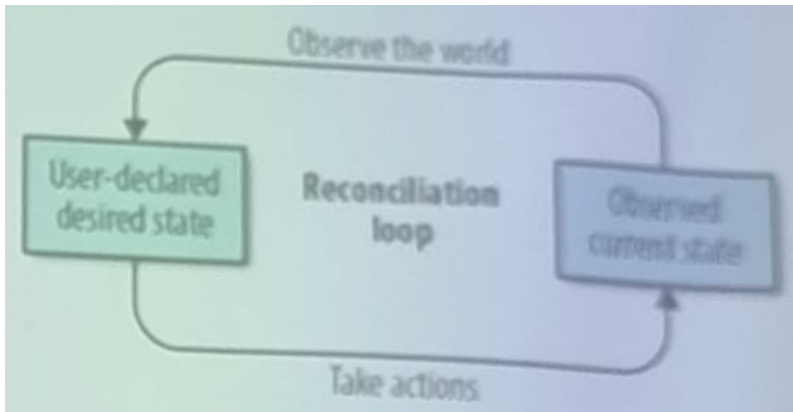 Observe the world
User-declared
desired state
Reconciliation
loop
Observed
current state
Take actions